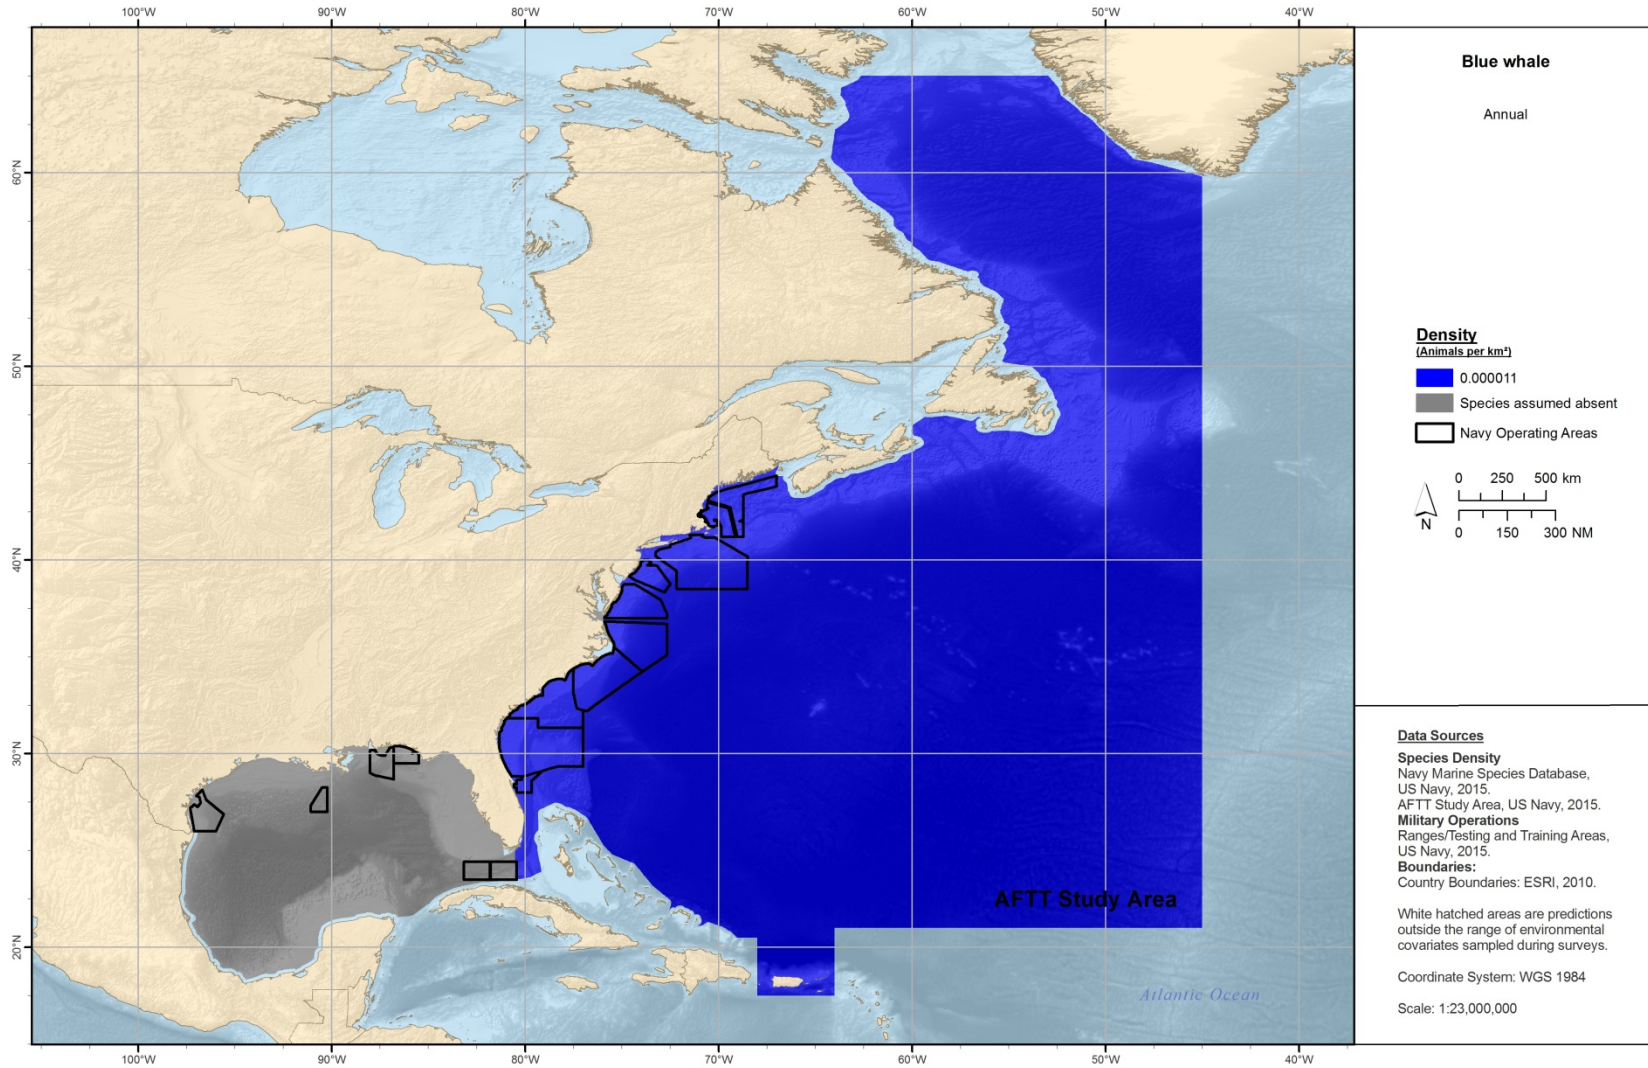 100°W
90°W
80°W
70°W
60°W
50°W
40°W
60°N
50°N
40°N
30°N
20°N
AFTT Study Area
Atlantic Ocean
100°W
90°W
80°W
70°W
60°W
50°W
40°W
Blue whale
Annual
Density
(Animals per km²)
0.000011
Species assumed absent
Navy Operating Areas
N
0 250 500 km
0 150 300 NM
Data Sources
Species Density
Navy Marine Species Database,
US Navy, 2015.
AFTT Study Area, US Navy, 2015.
Military Operations
Ranges/Testing and Training Areas,
US Navy, 2015.
Boundaries:
Country Boundaries: ESRI, 2010.
White hatched areas are predictions
outside the range of environmental
covariates sampled during surveys.
Coordinate System: WGS 1984
Scale: 1:23,000,000